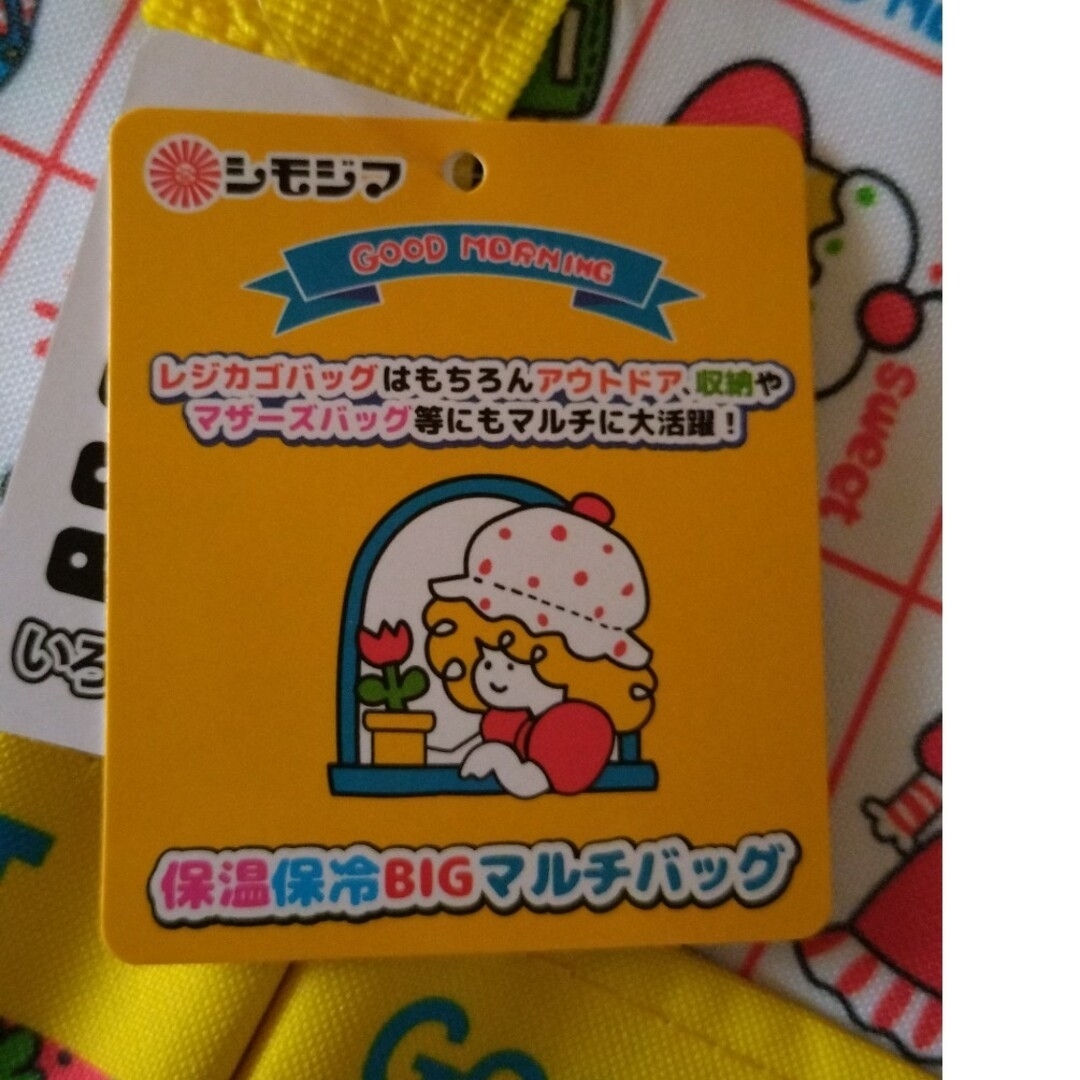 シモジマ
GOOD MORNING
レジカゴバッグはもちろんアウトドア、収納や
マザーズバッグ等にもマルチに大活躍！
保温保冷BIGマルチバッグ
Sweet
いろ